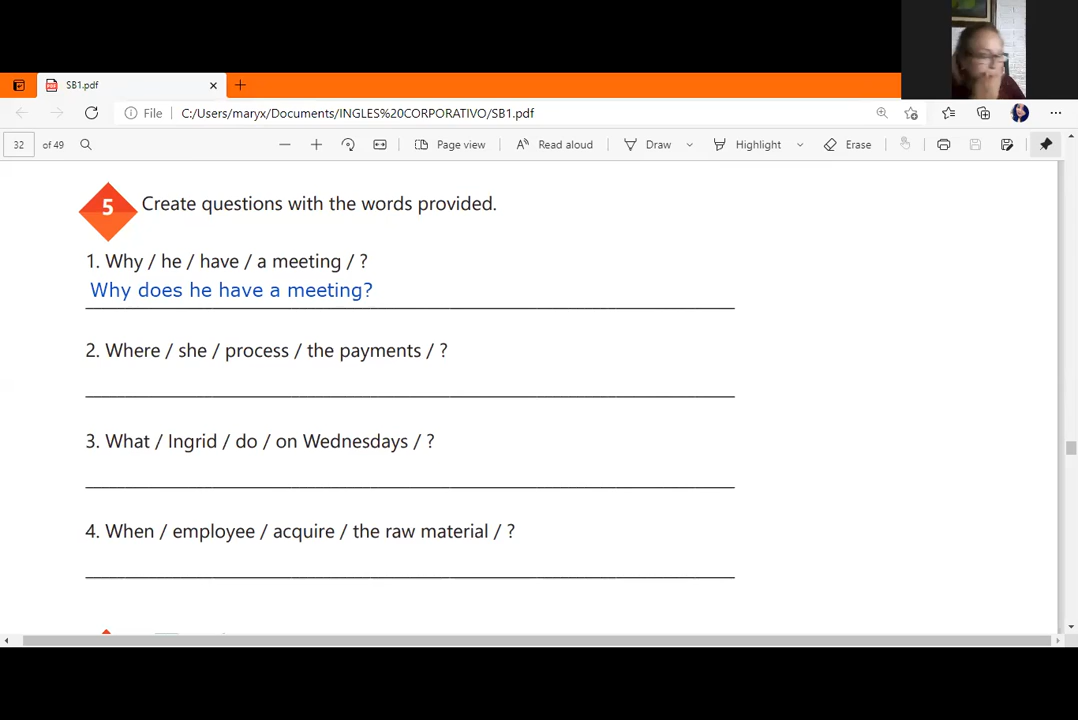 SB1.pdf
File C:/Users/maryx/Documents/INGLES%20CORPORATIVO/SB1.pdf
32 of 49 Page view Read aloud Draw Highlight Erase
5 Create questions with the words provided.
1. Why / he / have / a meeting / ?
Why does he have a meeting?
2. Where / she / process / the payments / ?
3. What / Ingrid / do / on Wednesdays / ?
4. When / employee / acquire / the raw material / ?